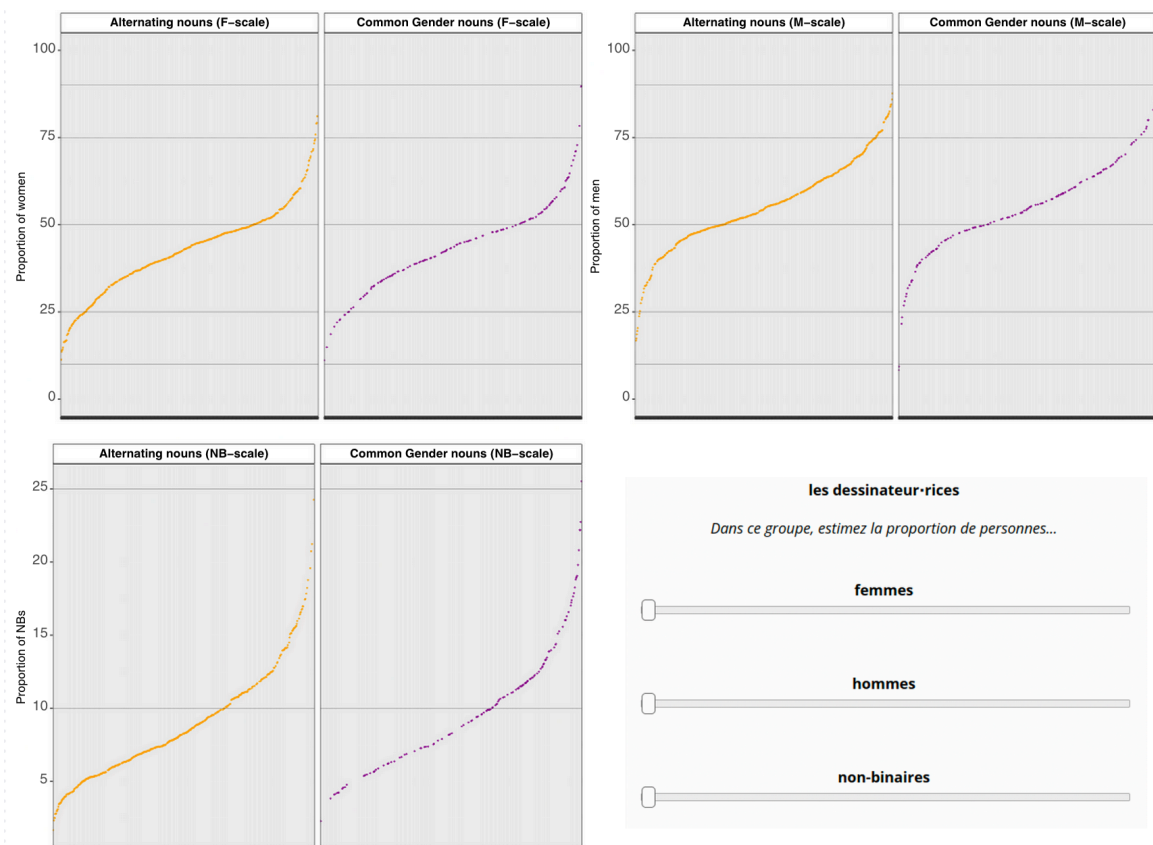 Alternating nouns (F−scale)
Common Gender nouns (F−scale)
Proportion of women
100
75
50
25
0
Alternating nouns (M−scale)
Common Gender nouns (M−scale)
Proportion of men
100
75
50
25
0
Alternating nouns (NB−scale)
Common Gender nouns (NB−scale)
Proportion of NBs
25
20
15
10
5
les dessinateur·rices
Dans ce groupe, estimez la proportion de personnes...
femmes
hommes
non-binaires